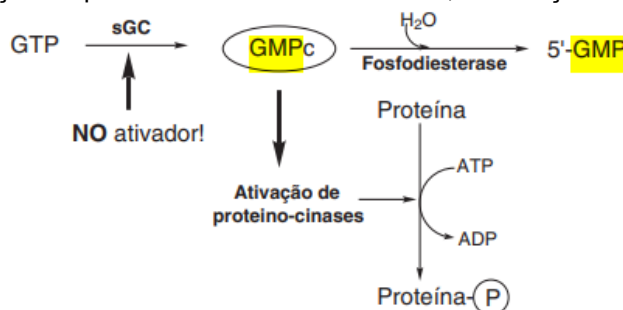 sGC
GTP
GMPc
H₂O
Fosfodiesterase
5'-GMP
NO ativador!
Proteína
ATP
Ativação de
proteino-cinases
ADP
Proteína-P